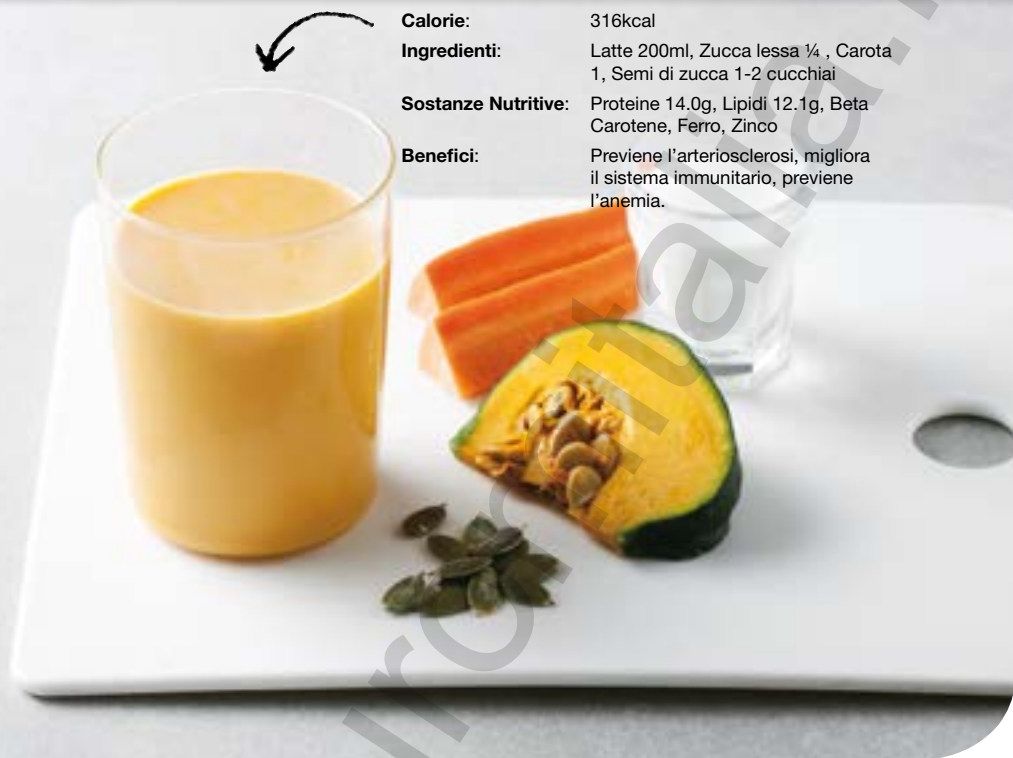 Calorie: 316kcal
Ingredienti: Latte 200ml, Zucca lessa ¼ , Carota
1, Semi di zucca 1-2 cucchiai
Sostanze Nutritive: Proteine 14.0g, Lipidi 12.1g, Beta
Carotene, Ferro, Zinco
Benefici: Previene l’arteriosclerosi, migliora
il sistema immunitario, previene
l’anemia.